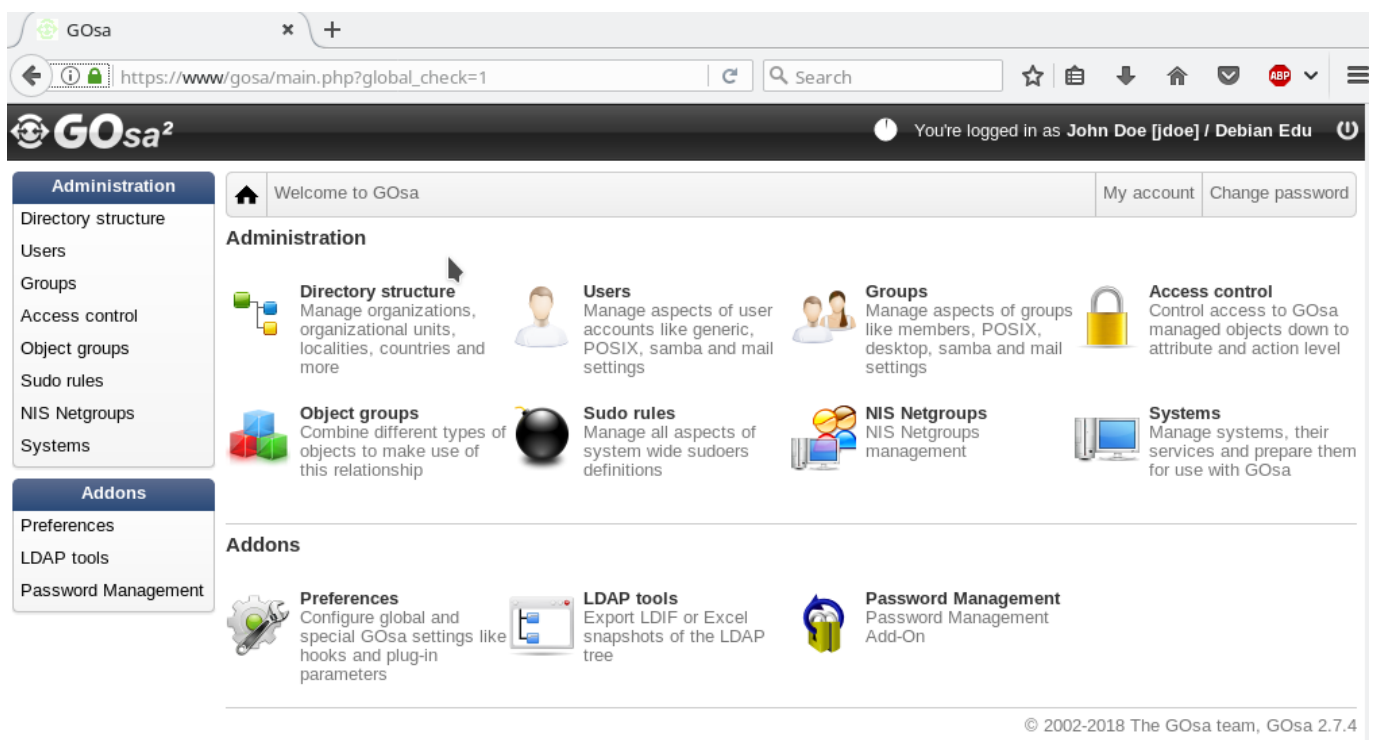 GOsa
https://www/gosa/main.php?global_check=1
Search
ABP
GOsa²
You're logged in as John Doe [jdoe] / Debian Edu
Administration
Directory structure
Users
Groups
Access control
Object groups
Sudo rules
NIS Netgroups
Systems
Addons
Preferences
LDAP tools
Password Management
Welcome to GOsa
My account
Change password
Administration
Directory structure
Manage organizations,
organizational units,
localities, countries and
more
Users
Manage aspects of user
accounts like generic,
POSIX, samba and mail
settings
Groups
Manage aspects of groups
like members, POSIX,
desktop, samba and mail
settings
Access control
Control access to GOsa
managed objects down to
attribute and action level
Object groups
Combine different types of
objects to make use of
this relationship
Sudo rules
Manage all aspects of
system wide sudoers
definitions
NIS Netgroups
NIS Netgroups
management
Systems
Manage systems, their
services and prepare them
for use with GOsa
Addons
Preferences
Configure global and
special GOsa settings like
hooks and plug-in
parameters
LDAP tools
Export LDIF or Excel
snapshots of the LDAP
tree
Password Management
Password Management
Add-On
© 2002-2018 The GOsa team, GOsa 2.7.4